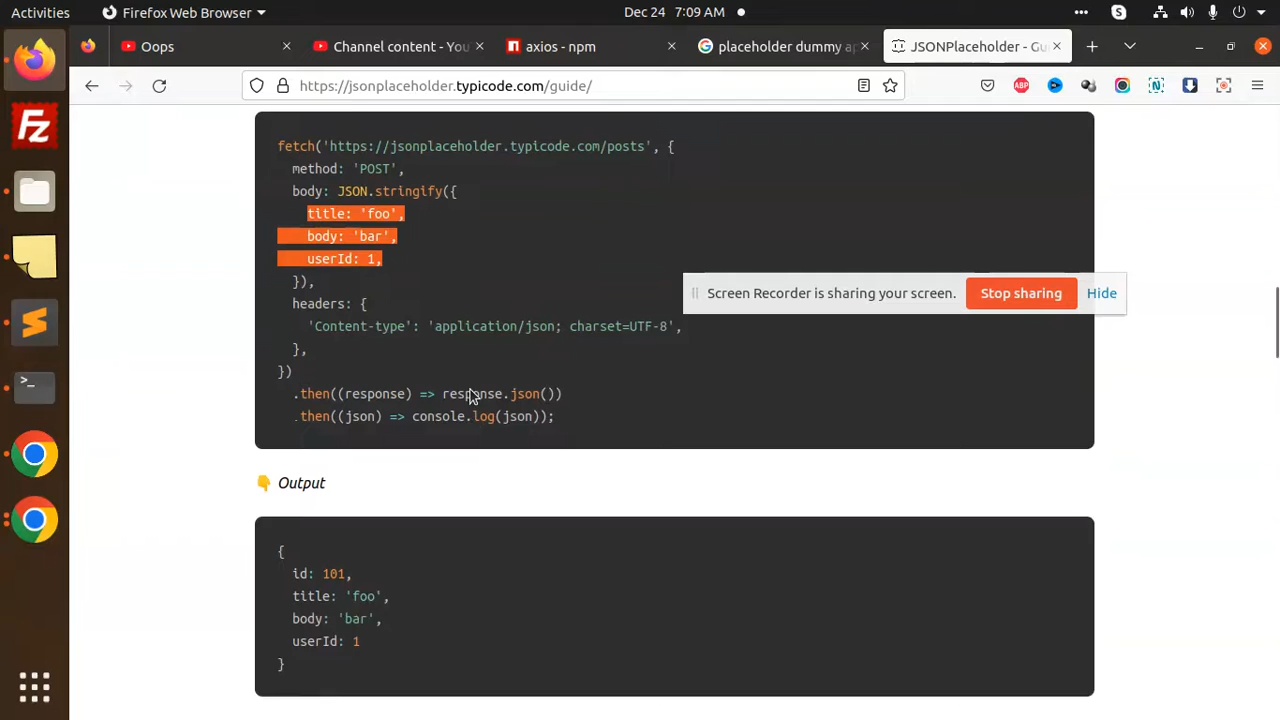 Activities
Firefox Web Browser
Dec 24 7:09 AM
Oops
Channel content - You
axios - npm
placeholder dummy ap
JSONPlaceholder - Gu
https://jsonplaceholder.typicode.com/guide/
ABP
N
S
Fz
>_
fetch('https://jsonplaceholder.typicode.com/posts', {
method: 'POST',
body: JSON.stringify({
title: 'foo',
body: 'bar',
userId: 1,
}),
headers: {
'Content-type': 'application/json; charset=UTF-8',
},
})
.then((response) => response.json())
.then((json) => console.log(json));
Screen Recorder is sharing your screen.
Stop sharing
Hide
Output
{
id: 101,
title: 'foo',
body: 'bar',
userId: 1
}